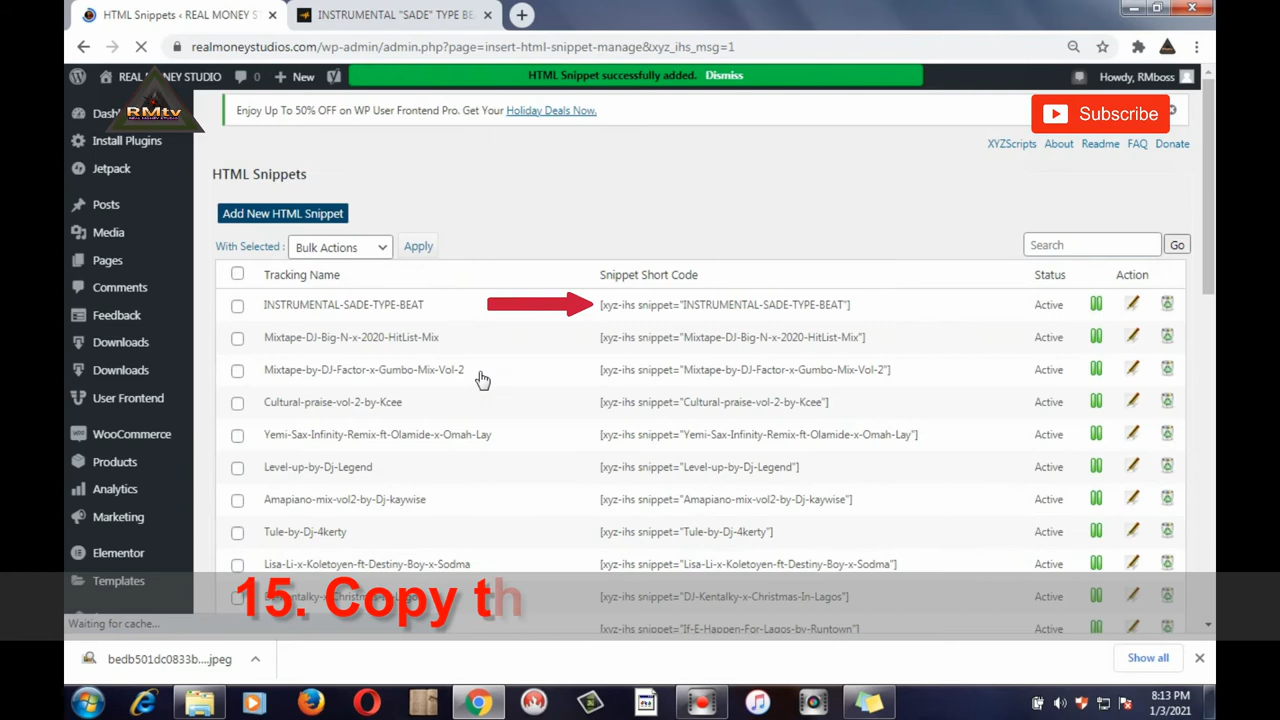 HTML Snippets ‹ REAL MONEY ST
INSTRUMENTAL "SADE" TYPE BE
realmoneystudios.com/wp-admin/admin.php?page=insert-html-snippet-manage&xyz_ihs_msg=1
REAL MONEY STUDIO
0
New
HTML Snippet successfully added. Dismiss
Howdy, RMboss
RMtv
REAL MONEY STUDIO
Enjoy Up To 50% OFF on WP User Frontend Pro. Get Your Holiday Deals Now.
Subscribe
XYZScripts About Readme FAQ Donate
Dash
Install Plugins
Jetpack
Posts
Media
Pages
Comments
Feedback
Downloads
Downloads
User Frontend
WooCommerce
Products
Analytics
Marketing
Elementor
Templates
HTML Snippets
Add New HTML Snippet
With Selected : Bulk Actions Apply
Search Go
Tracking Name Snippet Short Code Status Action
INSTRUMENTAL-SADE-TYPE-BEAT [xyz-ihs snippet="INSTRUMENTAL-SADE-TYPE-BEAT"] Active
Mixtape-DJ-Big-N-x-2020-HitList-Mix [xyz-ihs snippet="Mixtape-DJ-Big-N-x-2020-HitList-Mix"] Active
Mixtape-by-DJ-Factor-x-Gumbo-Mix-Vol-2 [xyz-ihs snippet="Mixtape-by-DJ-Factor-x-Gumbo-Mix-Vol-2"] Active
Cultural-praise-vol-2-by-Kcee [xyz-ihs snippet="Cultural-praise-vol-2-by-Kcee"] Active
Yemi-Sax-Infinity-Remix-ft-Olamide-x-Omah-Lay [xyz-ihs snippet="Yemi-Sax-Infinity-Remix-ft-Olamide-x-Omah-Lay"] Active
Level-up-by-Dj-Legend [xyz-ihs snippet="Level-up-by-Dj-Legend"] Active
Amapiano-mix-vol2-by-Dj-kaywise [xyz-ihs snippet="Amapiano-mix-vol2-by-Dj-kaywise"] Active
Tule-by-Dj-4kerty [xyz-ihs snippet="Tule-by-Dj-4kerty"] Active
Lisa-Li-x-Koletoyen-ft-Destiny-Boy-x-Sodma [xyz-ihs snippet="Lisa-Li-x-Koletoyen-ft-Destiny-Boy-x-Sodma"] Active
[xyz-ihs snippet="DJ-Kentalky-x-Christmas-In-Lagos"] Active
[xyz-ihs snippet="If-E-Happen-For-Lagos-by-Runtown"] Active
15. Copy th
Waiting for cache...
bedb501dc0833b....jpeg
Show all
8:13 PM
1/3/2021